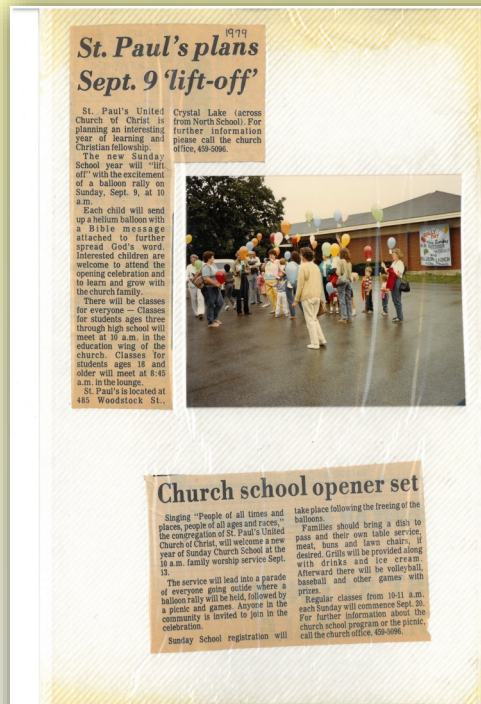 1979
St. Paul's plans
Sept. 9 'lift-off'
St. Paul's United
Church of Christ is
planning an interesting
year of learning and
Christian fellowship.
The new Sunday
School year will "lift
off" with the excitement
of a balloon rally on
Sunday, Sept. 9, at 10
a.m.
Each child will send
up a helium balloon with
a Bible message
attached to further
spread God's word.
Interested children are
welcome to attend the
opening celebration and
to learn and grow with
the church family.
There will be classes
for everyone — Classes
for students ages three
through high school will
meet at 10 a.m. in the
education wing of the
church. Classes for
students ages 18 and
older will meet at 8:45
a.m. in the lounge.
St. Paul's is located at
485 Woodstock St.,
Crystal Lake (across
from North School). For
further information
please call the church
office, 459-5096.
Church school opener set
Singing "People of all times and
places, people of all ages and races,"
the congregation of St. Paul's United
Church of Christ, will welcome a new
year of Sunday Church School at the
10 a.m. family worship service Sept.
13.
The service will lead into a parade
of everyone going outside where a
balloon rally will be held, followed by
a picnic and games. Anyone in the
community is invited to join in the
celebration.
Sunday School registration will
take place following the freeing of the
balloons.
Families should bring a dish to
pass and their own table service,
meat, buns and lawn chairs, if
desired. Grills will be provided along
with drinks and ice cream.
Afterward there will be volleyball,
baseball and other games with
prizes.
Regular classes from 10-11 a.m.
each Sunday will commence Sept. 20.
For further information about the
church school program or the picnic,
call the church office, 459-5096.